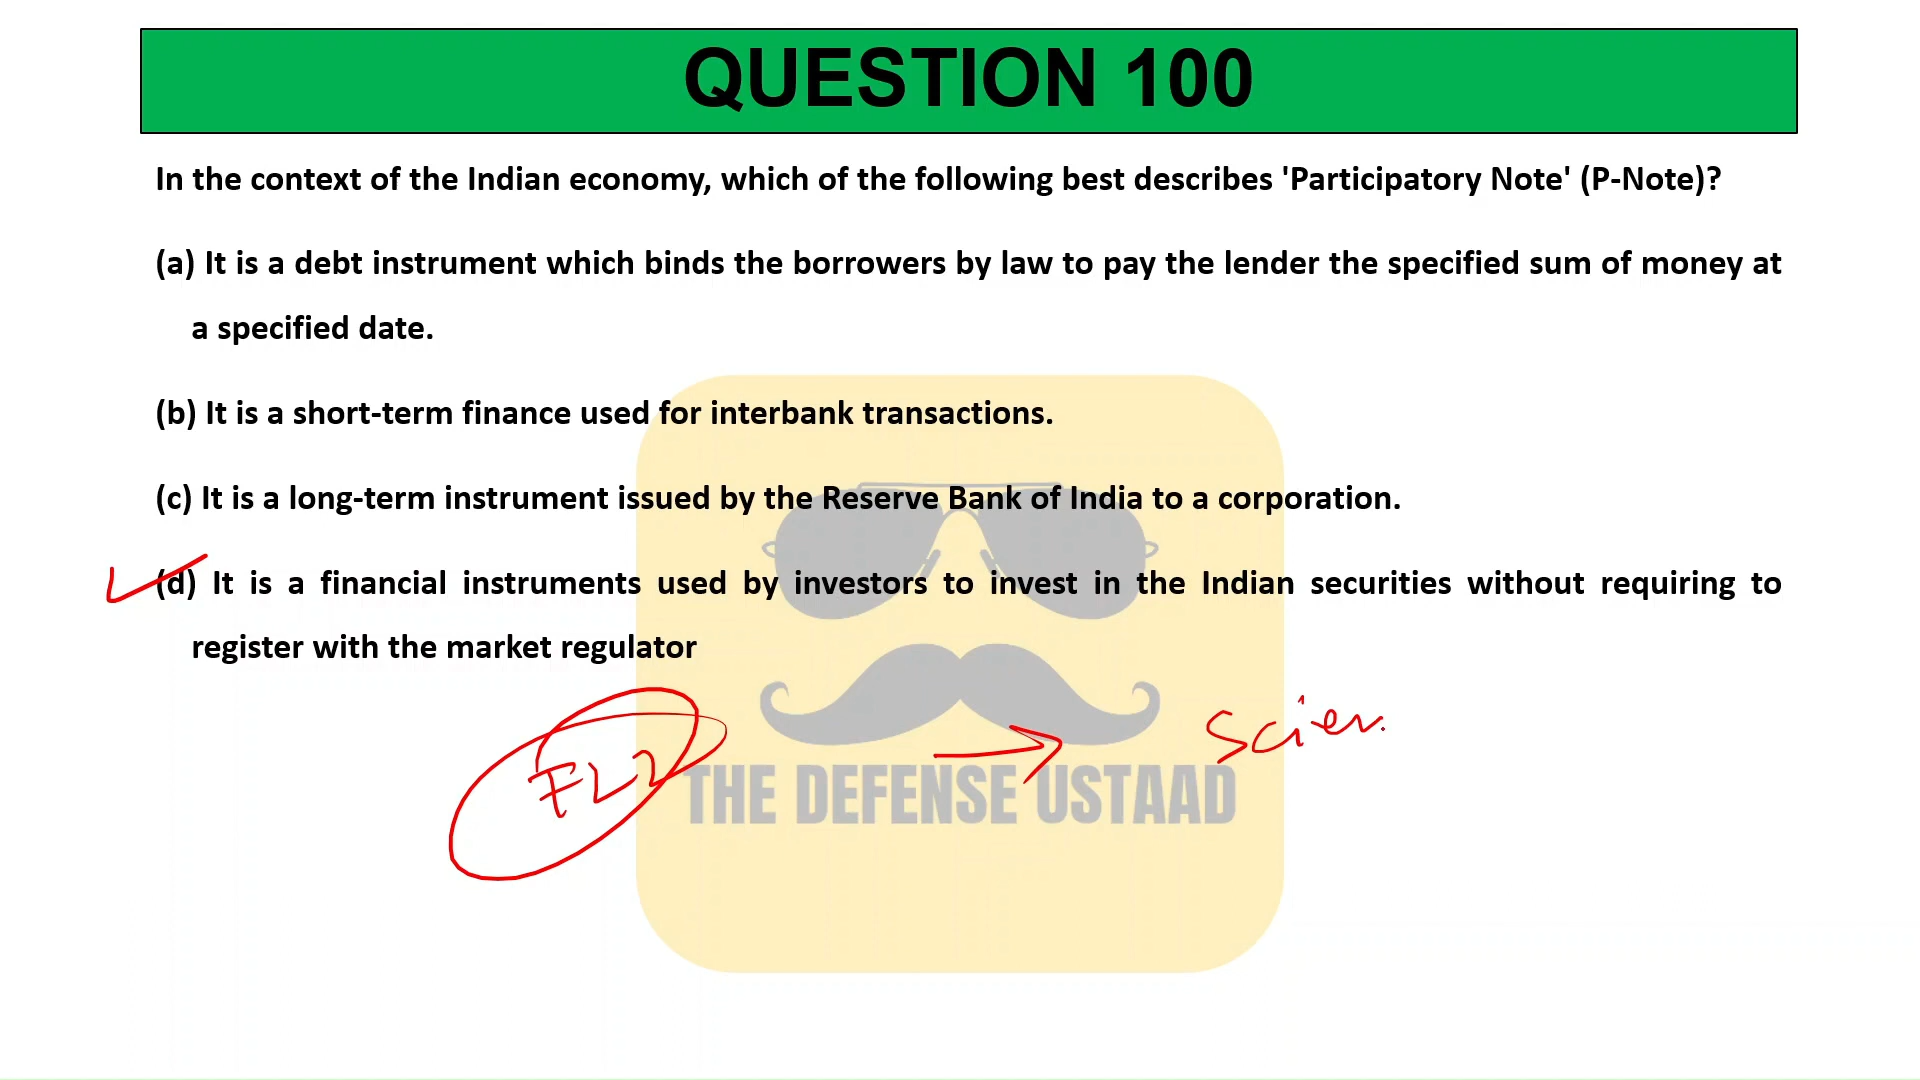 QUESTION 100
In the context of the Indian economy, which of the following best describes 'Participatory Note' (P-Note)?
(a) It is a debt instrument which binds the borrowers by law to pay the lender the specified sum of money at
a specified date.
(b) It is a short-term finance used for interbank transactions.
(c) It is a long-term instrument issued by the Reserve Bank of India to a corporation.
(d) It is a financial instruments used by investors to invest in the Indian securities without requiring to
register with the market regulator
THE DEFENSE USTAAD